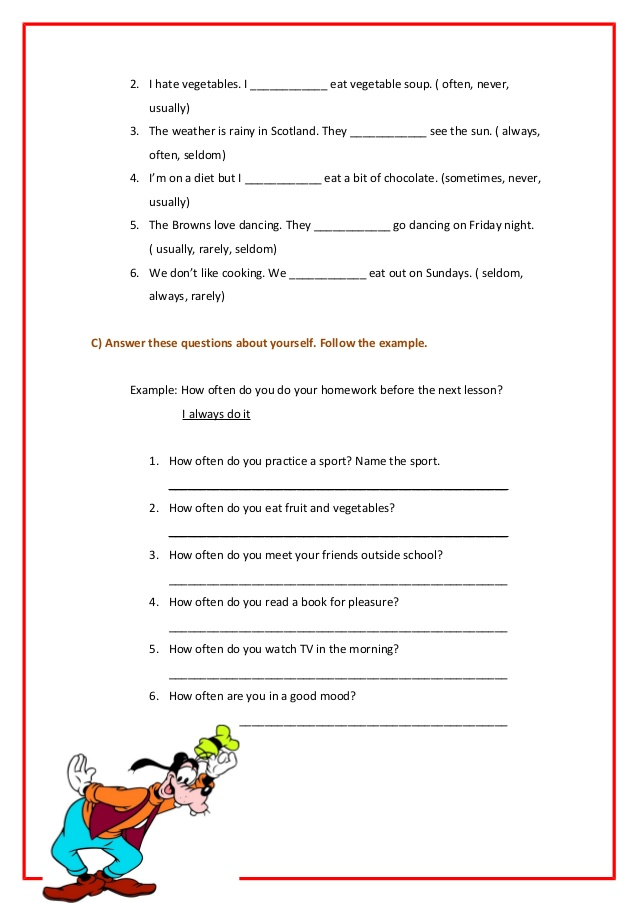 2. I hate vegetables. I ____________ eat vegetable soup. ( often, never,
usually)
3. The weather is rainy in Scotland. They ____________ see the sun. ( always,
often, seldom)
4. I'm on a diet but I ____________ eat a bit of chocolate. (sometimes, never,
usually)
5. The Browns love dancing. They ____________ go dancing on Friday night.
( usually, rarely, seldom)
6. We don't like cooking. We ____________ eat out on Sundays. ( seldom,
always, rarely)
C) Answer these questions about yourself. Follow the example.
Example: How often do you do your homework before the next lesson?
I always do it
1. How often do you practice a sport? Name the sport.
_____________________________________________________
2. How often do you eat fruit and vegetables?
_____________________________________________________
3. How often do you meet your friends outside school?
_____________________________________________________
4. How often do you read a book for pleasure?
_____________________________________________________
5. How often do you watch TV in the morning?
_____________________________________________________
6. How often are you in a good mood?
__________________________________________